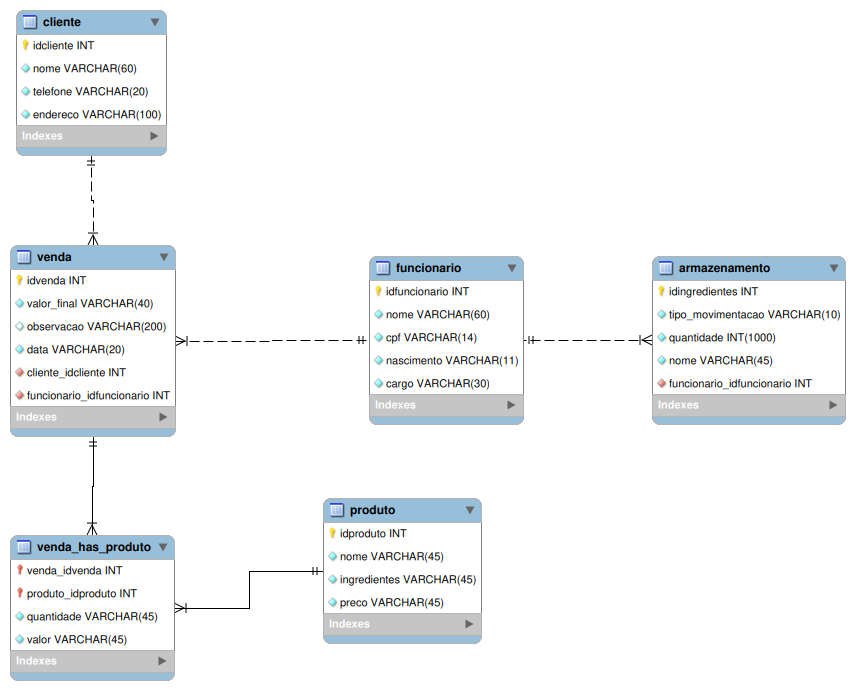 cliente
idcliente INT
nome VARCHAR(60)
telefone VARCHAR(20)
endereco VARCHAR(100)
Indexes
venda
idvenda INT
valor_final VARCHAR(40)
observacao VARCHAR(200)
data VARCHAR(20)
cliente_idcliente INT
funcionario_idfuncionario INT
Indexes
funcionario
idfuncionario INT
nome VARCHAR(60)
cpf VARCHAR(14)
nascimento VARCHAR(11)
cargo VARCHAR(30)
Indexes
armazenamento
idingredientes INT
tipo_movimentacao VARCHAR(10)
quantidade INT(1000)
nome VARCHAR(45)
funcionario_idfuncionario INT
Indexes
venda_has_produto
venda_idvenda INT
produto_idproduto INT
quantidade VARCHAR(45)
valor VARCHAR(45)
Indexes
produto
idproduto INT
nome VARCHAR(45)
ingredientes VARCHAR(45)
preco VARCHAR(45)
Indexes